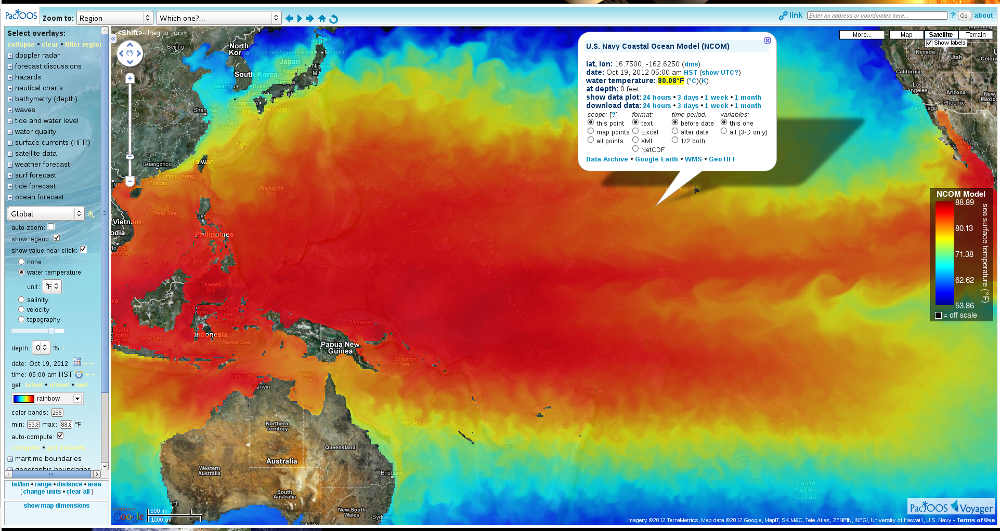 PacIOOS
Zoom to: Region Which one?...
link Enter an address or coordinates here... ? Go! about
Select overlays:
collapse • clear • filter region
doppler radar
forecast discussions
hazards
nautical charts
bathymetry (depth)
waves
tide and water level
water quality
surface currents (HFR)
satellite data
weather forecast
surf forecast
tide forecast
ocean forecast
Global
auto-zoom:
show legend:
show value near click:
none
water temperature
unit: °F
salinity
velocity
topography
depth: 0 % + −
date: Oct 19, 2012 + −
time: 05:00 am HST + −
get: latest • oldest • last
rainbow
color bands: 256
min: 53.8 max: 88.8 °F
auto-compute:
compute • get defaults
maritime boundaries
geographic boundaries
lat/lon • range • distance • area
[ change units • clear all ]
show map dimensions
<Shift>-drag to zoom
More... Map Satellite Terrain
Show labels
U.S. Navy Coastal Ocean Model (NCOM)
lat, lon: 16.7500, -162.6250 (dms)
date: Oct 19, 2012 05:00 am HST (show UTC?)
water temperature: 80.08°F (°C)(K)
at depth: 0 feet
show data plot: 24 hours • 3 days • 1 week • 1 month
download data: 24 hours • 3 days • 1 week • 1 month
scope: [?] format: time period: variables:
this point text before date this one
map points Excel after date all (3-D only)
all points XML 1/2 both
NetCDF
Data Archive • Google Earth • WMS • GeoTIFF
NCOM Model
88.89
80.13
71.38
62.62
53.86
sea surface temperature (°F)
= off scale
Beijing
North
Korea
Sea of Japan
Aomori
Akita
Morioka
Japan
Niigata
Nagano
Mito
South Korea
Gwangju
Busan
Nagoya
Tokyo
Fukuoka
Osaka
Oita
Kumamoto
Kagoshima
Miyazaki
Shanghai
East
China Sea
Naha
Taiwan
Guangzhou
Hong Kong
Macau
Philippine
Sea
South
China Sea
Quezon
Vietnam
Philippines
Sulu Sea
Celebes
Sea
Gulf of
Tomini
Molucca
Sea
Indonesia
Jakarta
Capital
Region
Java Sea
Banda Sea
Bismarck
Sea
Papua New
Guinea
Solomon
Sea
Timor Sea
Arafura
Sea
Darwin
Coral Sea
Northern
Territory
Queensland
Australia
Western
Australia
Brisbane
South
Australia
Perth
New South
Wales
Sydney
Adelaide
Wyoming
Nevada
Utah
Colora
California
Los
Angeles
Arizona
New
Mexico
San Diego
Phoenix
Gulf of
California
South
Pacific
Ocean
Google
500 mi
1000 km
PacIOOS Voyager
Imagery ©2012 TerraMetrics, Map data ©2012 Google, MapIT, SK M&C, Tele Atlas, ZENRIN, INEGI, University of Hawai'i, U.S. Navy - Terms of Use